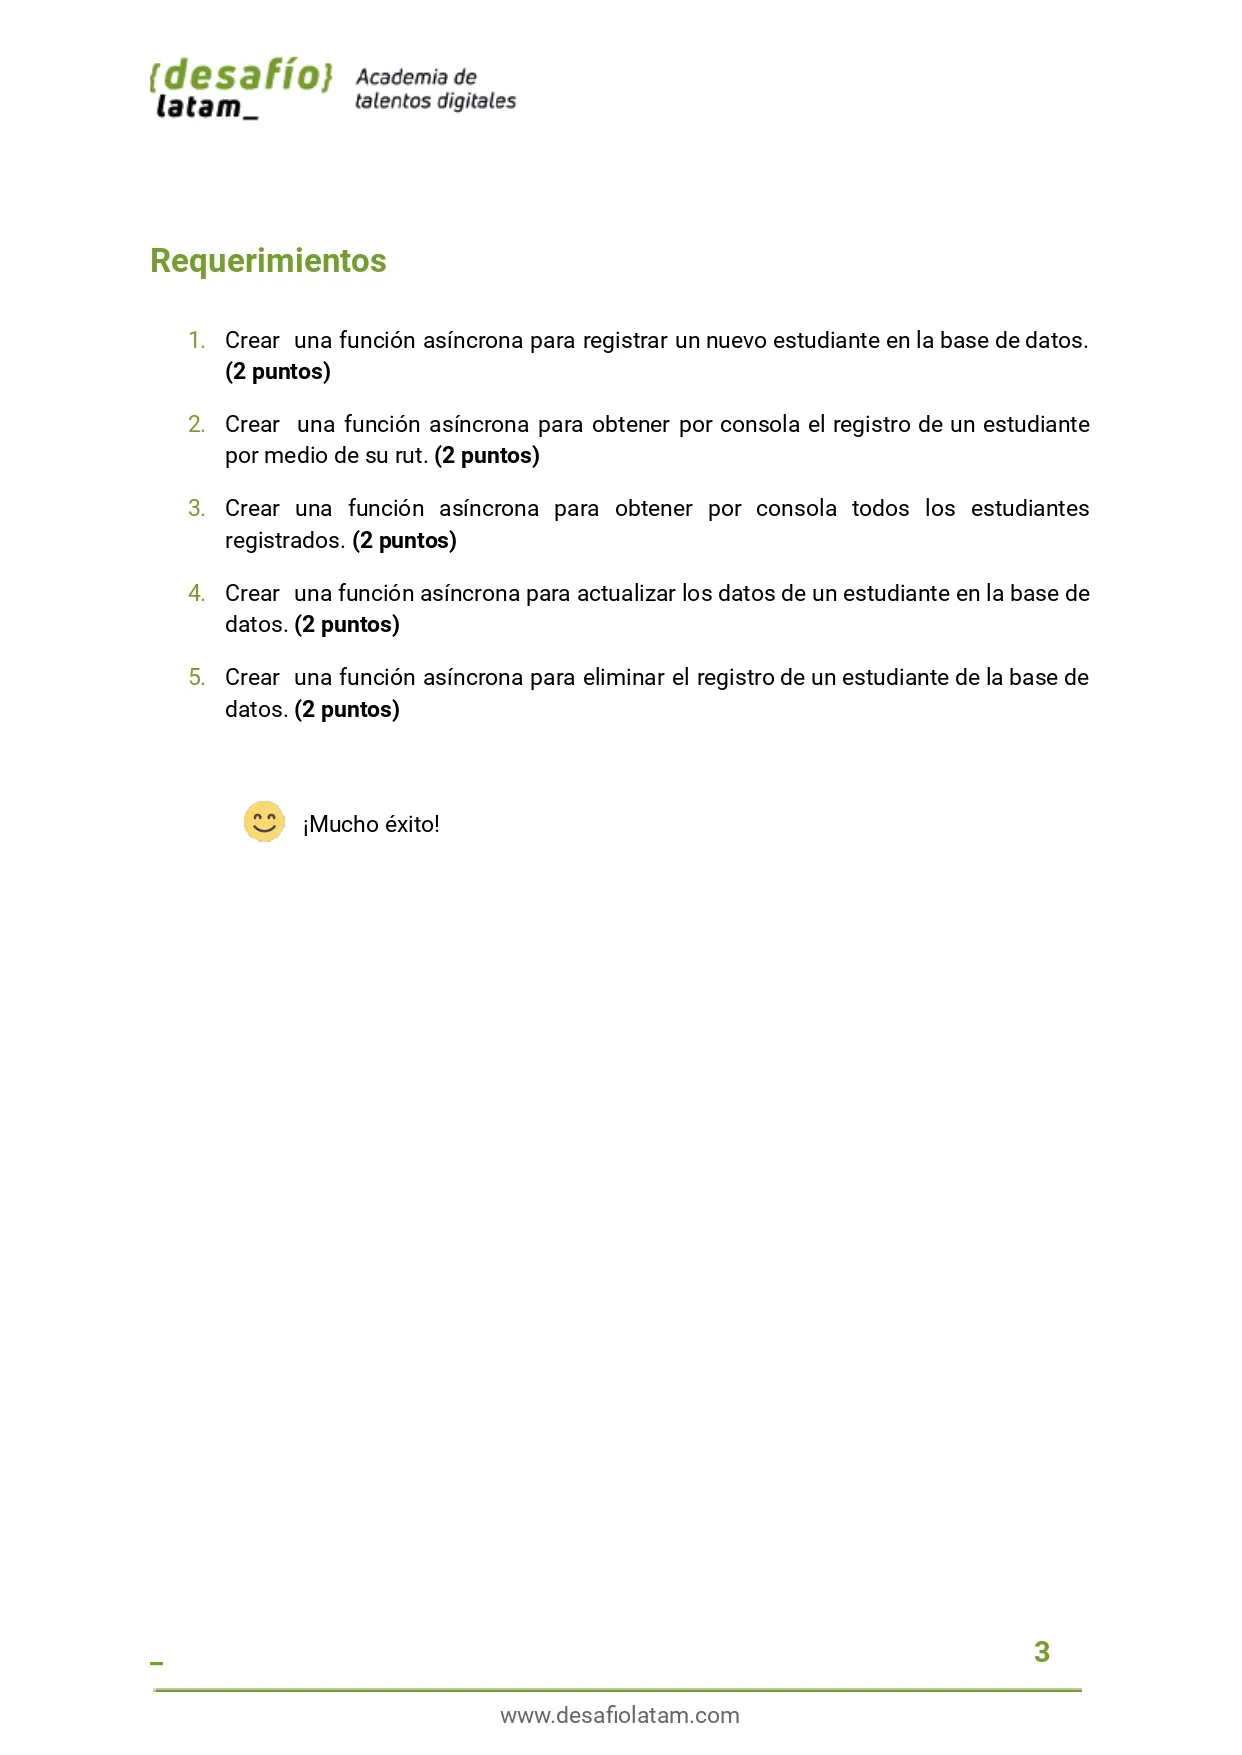 {desafío}
latam_
Academia de
talentos digitales
Requerimientos
1. Crear una función asíncrona para registrar un nuevo estudiante en la base de datos.
(2 puntos)
2. Crear una función asíncrona para obtener por consola el registro de un estudiante
por medio de su rut. (2 puntos)
3. Crear una función asíncrona para obtener por consola todos los estudiantes
registrados. (2 puntos)
4. Crear una función asíncrona para actualizar los datos de un estudiante en la base de
datos. (2 puntos)
5. Crear una función asíncrona para eliminar el registro de un estudiante de la base de
datos. (2 puntos)
¡Mucho éxito!
_
3
www.desafiolatam.com